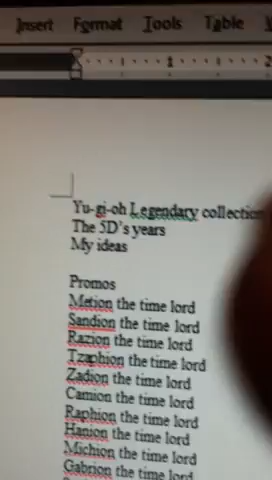 Insert Format Tools Table
1 2
Yu-gi-oh Legendary collection
The 5D's years
My ideas
Promos
Metion the time lord
Sandion the time lord
Razion the time lord
Tzaphion the time lord
Zadion the time lord
Camion the time lord
Raphion the time lord
Hanion the time lord
Michion the time lord
Gabrion the time lord